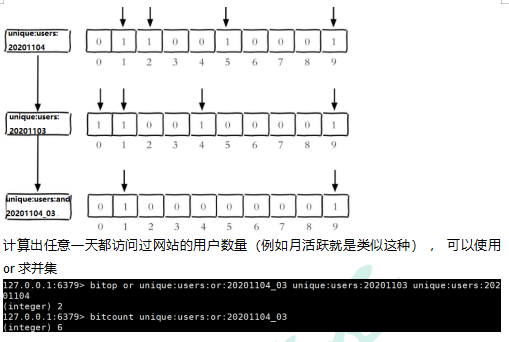 unique:users:
20201104
0 1 1 0 0 1 0 0 0 1
0 1 2 3 4 5 6 7 8 9
unique:users:
20201103
1 1 0 0 1 0 0 0 0 1
0 1 2 3 4 5 6 7 8 9
unique:users:and
20201104_03
0 1 0 0 0 0 0 0 0 1
0 1 2 3 4 5 6 7 8 9
计算出任意一天都访问过网站的用户数量（例如月活跃就是类似这种）， 可以使用
or 求并集
127.0.0.1:6379> bitop or unique:users:or:20201104_03 unique:users:20201103 unique:users:202
01104
(integer) 2
127.0.0.1:6379> bitcount unique:users:or:20201104_03
(integer) 6